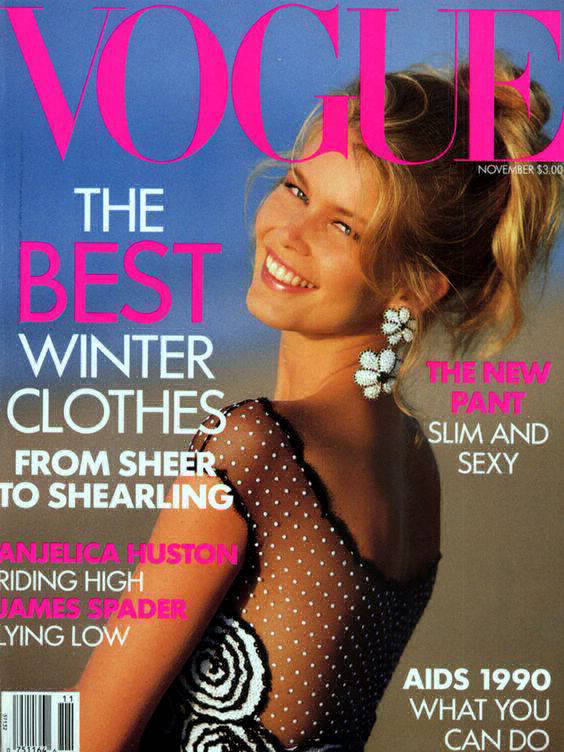 VOGUE
NOVEMBER $3.00
THE
BEST
WINTER
CLOTHES
FROM SHEER
TO SHEARLING
THE NEW
PANT
SLIM AND
SEXY
ANJELICA HUSTON
RIDING HIGH
JAMES SPADER
LYING LOW
AIDS 1990
WHAT YOU
CAN DO
11